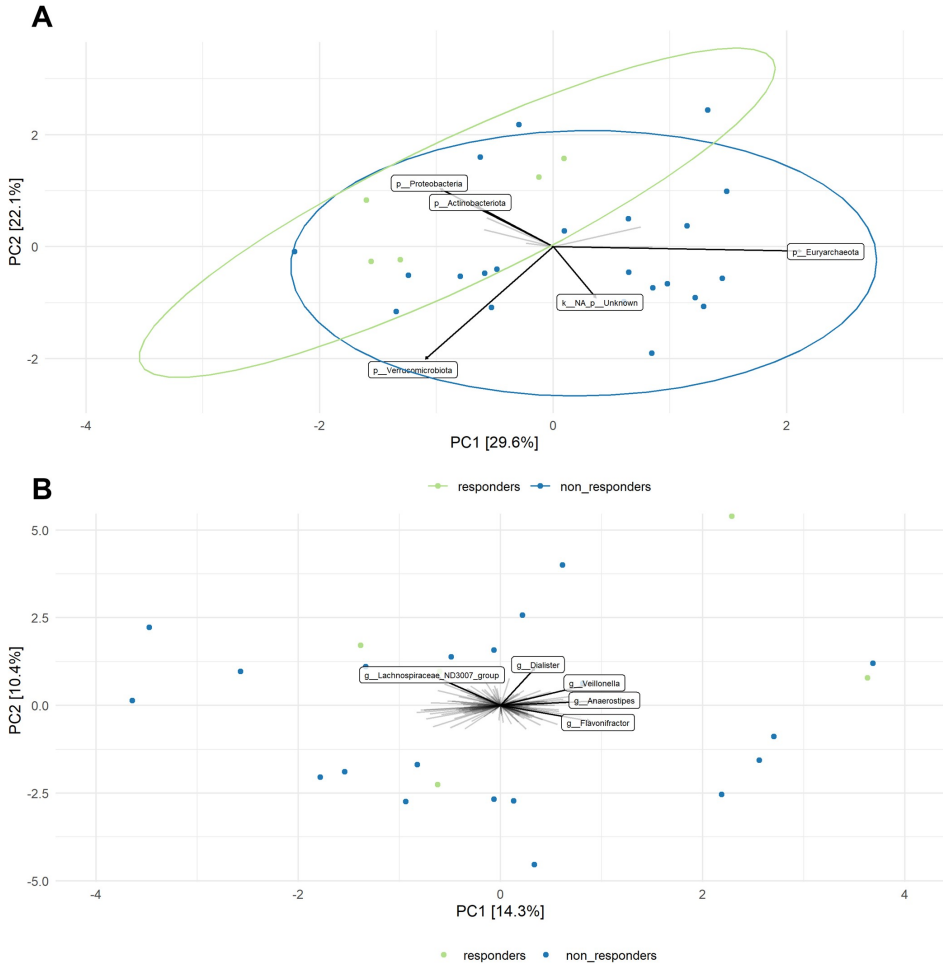 A
PC2 [22.1%]
2
0
-2
p__Proteobacteria
p__Actinobacteriota
p__Euryarchaeota
k__NA_p__Unknown
p__Verrucomicrobiota
-4
-2
0
2
PC1 [29.6%]
responders
non_responders
B
PC2 [10.4%]
5.0
2.5
0.0
-2.5
-5.0
g__Dialister
g__Lachnospiraceae_ND3007_group
g__Veillonella
g__Anaerostipes
g__Flavonifractor
-4
-2
0
2
4
PC1 [14.3%]
responders
non_responders